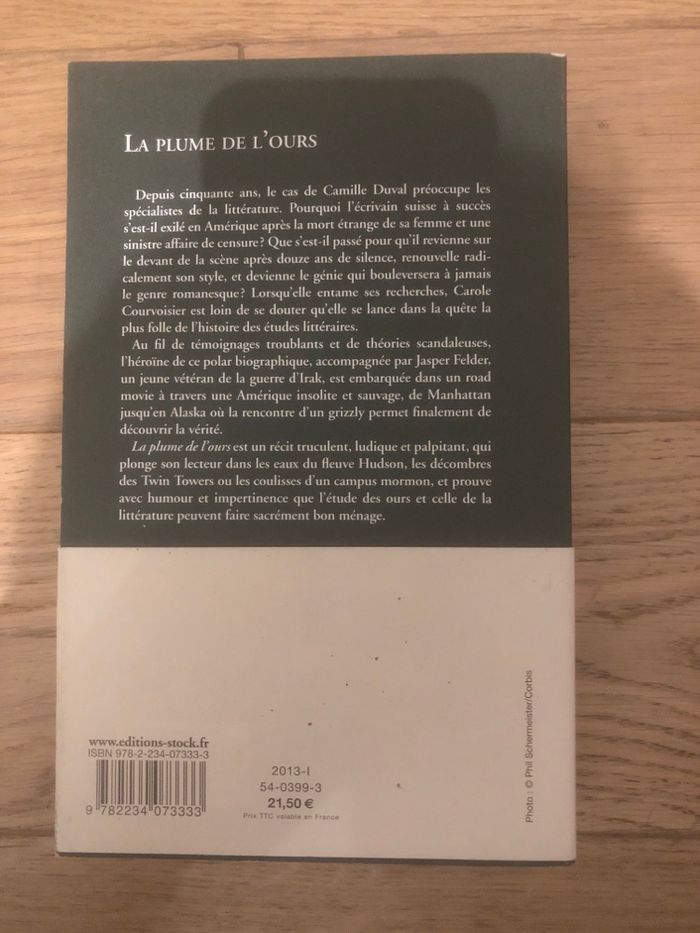 LA PLUME DE L'OURS
Depuis cinquante ans, le cas de Camille Duval préoccupe les
spécialistes de la littérature. Pourquoi l'écrivain suisse à succès
s'est-il exilé en Amérique après la mort étrange de sa femme et une
sinistre affaire de censure ? Que s'est-il passé pour qu'il revienne sur
le devant de la scène après douze ans de silence, renouvelle radi-
calement son style, et devienne le génie qui bouleversera à jamais
le genre romanesque ? Lorsqu'elle entame ses recherches, Carole
Courvoisier est loin de se douter qu'elle se lance dans la quête la
plus folle de l'histoire des études littéraires.
Au fil de témoignages troublants et de théories scandaleuses,
l'héroïne de ce polar biographique, accompagnée par Jasper Felder,
un jeune vétéran de la guerre d'Irak, est embarquée dans un road
movie à travers une Amérique insolite et sauvage, de Manhattan
jusqu'en Alaska où la rencontre d'un grizzly permet finalement de
découvrir la vérité.
La plume de l'ours est un récit truculent, ludique et palpitant, qui
plonge son lecteur dans les eaux du fleuve Hudson, les décombres
des Twin Towers ou les coulisses d'un campus mormon, et prouve
avec humour et impertinence que l'étude des ours et celle de la
littérature peuvent faire sacrément bon ménage.
www.editions-stock.fr
ISBN 978-2-234-07333-3
9 782234 073333
2013-I
54-0399-3
21,50 €
Prix TTC valable en France
Photo : © Phil Schermeister/Corbis